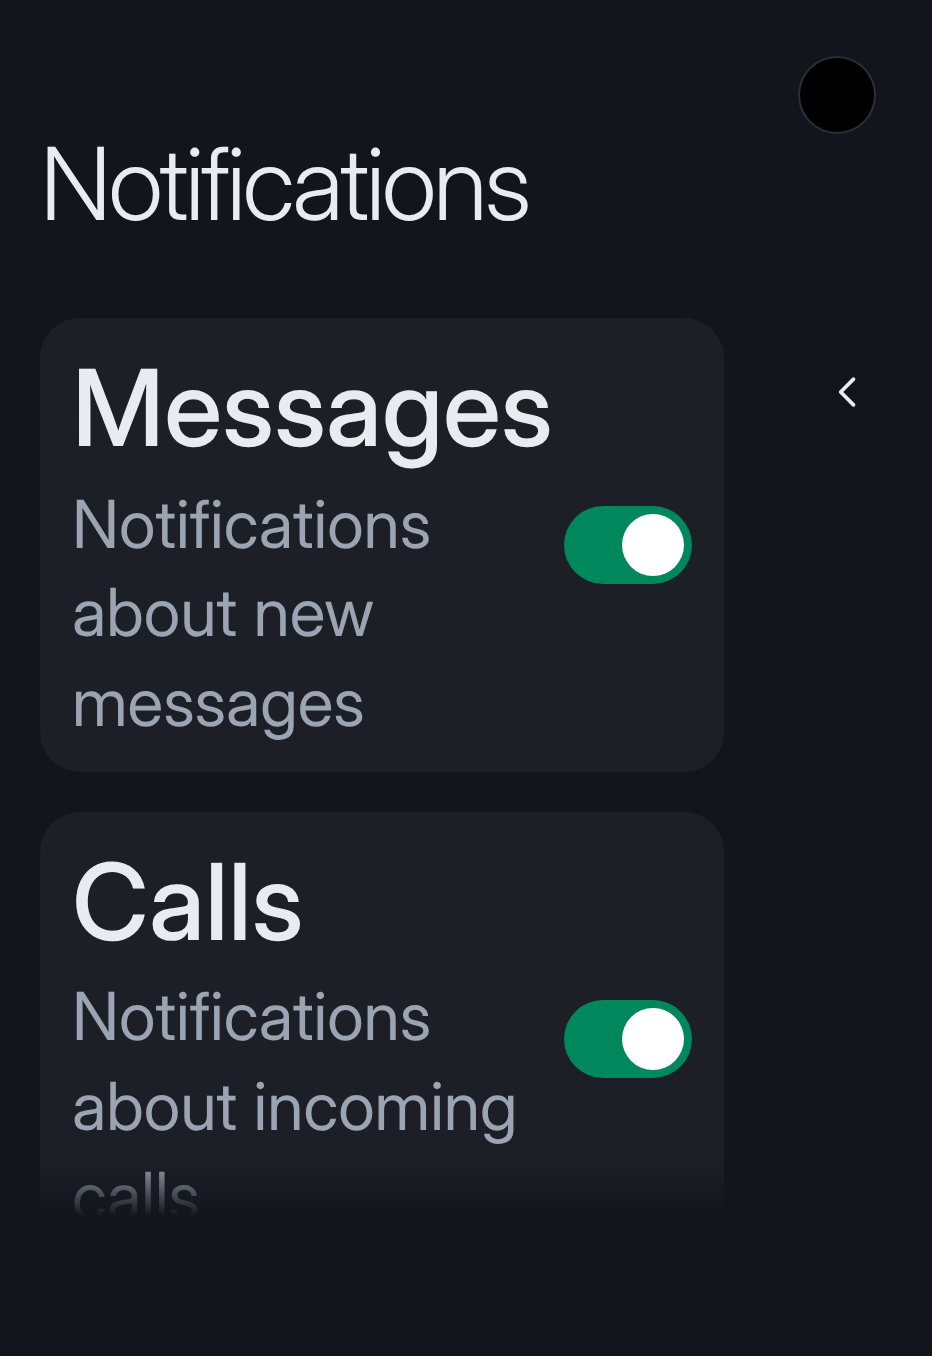 Notifications
Messages
Notifications
about new
messages
Calls
Notifications
about incoming
calls